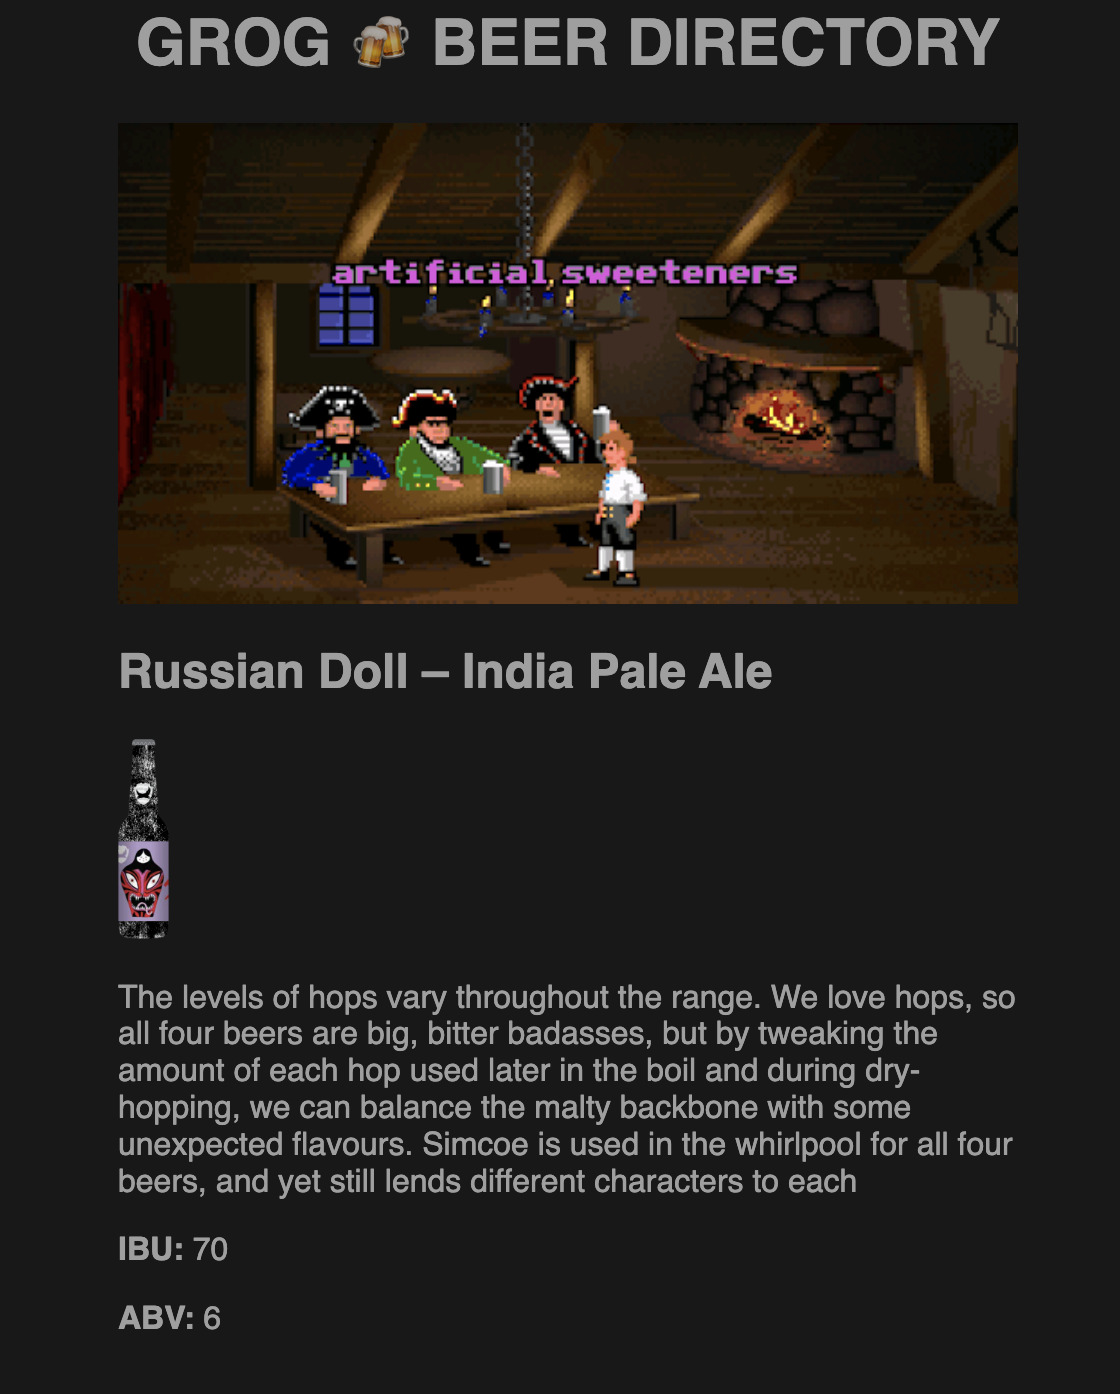 GROG 🍻 BEER DIRECTORY
artificial sweeteners
Russian Doll – India Pale Ale
The levels of hops vary throughout the range. We love hops, so
all four beers are big, bitter badasses, but by tweaking the
amount of each hop used later in the boil and during dry-
hopping, we can balance the malty backbone with some
unexpected flavours. Simcoe is used in the whirlpool for all four
beers, and yet still lends different characters to each
IBU: 70
ABV: 6